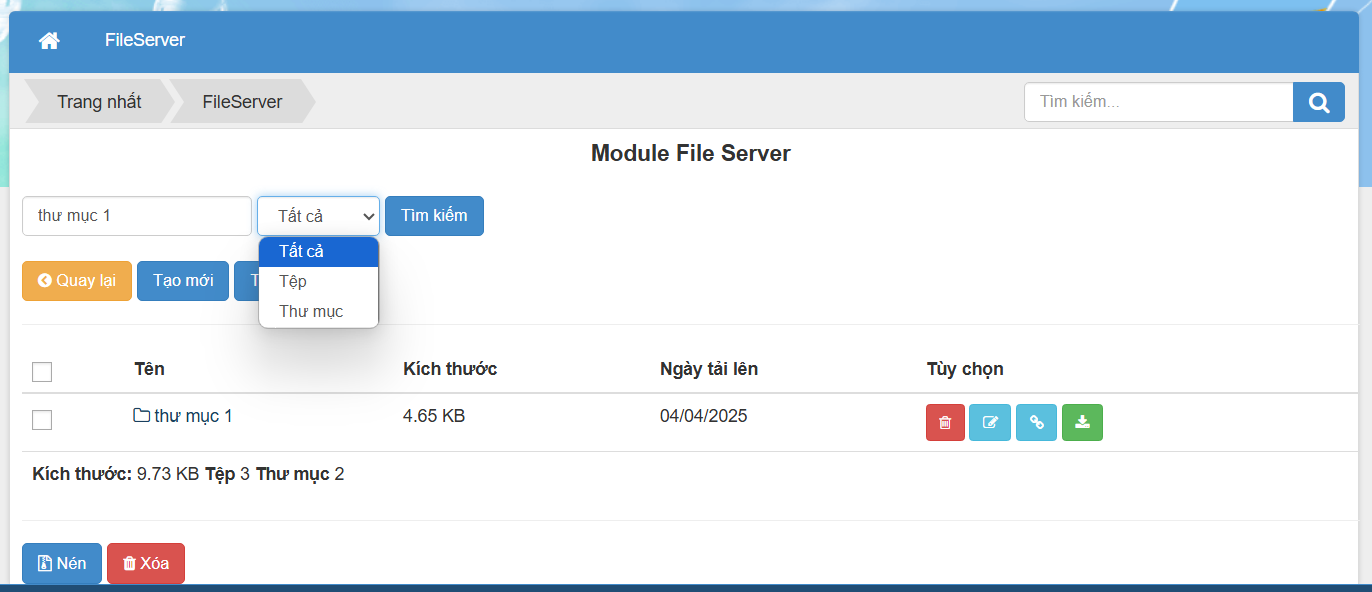 FileServer
Trang nhất FileServer Tìm kiếm...
Module File Server
thư mục 1 Tất cả Tìm kiếm
Tất cả
Quay lại Tạo mới
Tệp
Thư mục
Tên Kích thước Ngày tải lên Tùy chọn
thư mục 1 4.65 KB 04/04/2025
Kích thước: 9.73 KB Tệp 3 Thư mục 2
Nén Xóa